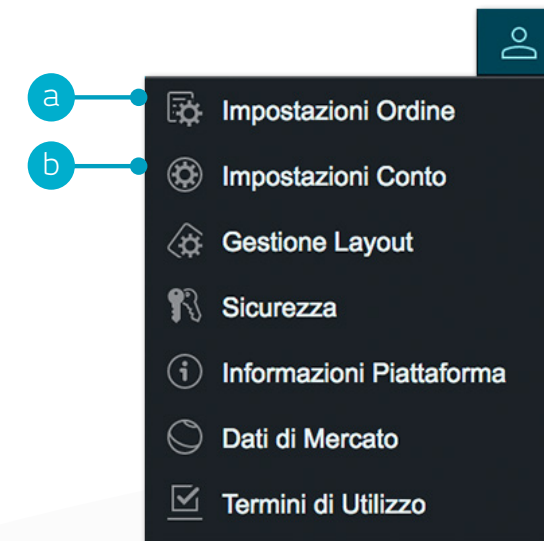 a
Impostazioni Ordine
b
Impostazioni Conto
Gestione Layout
Sicurezza
Informazioni Piattaforma
Dati di Mercato
Termini di Utilizzo